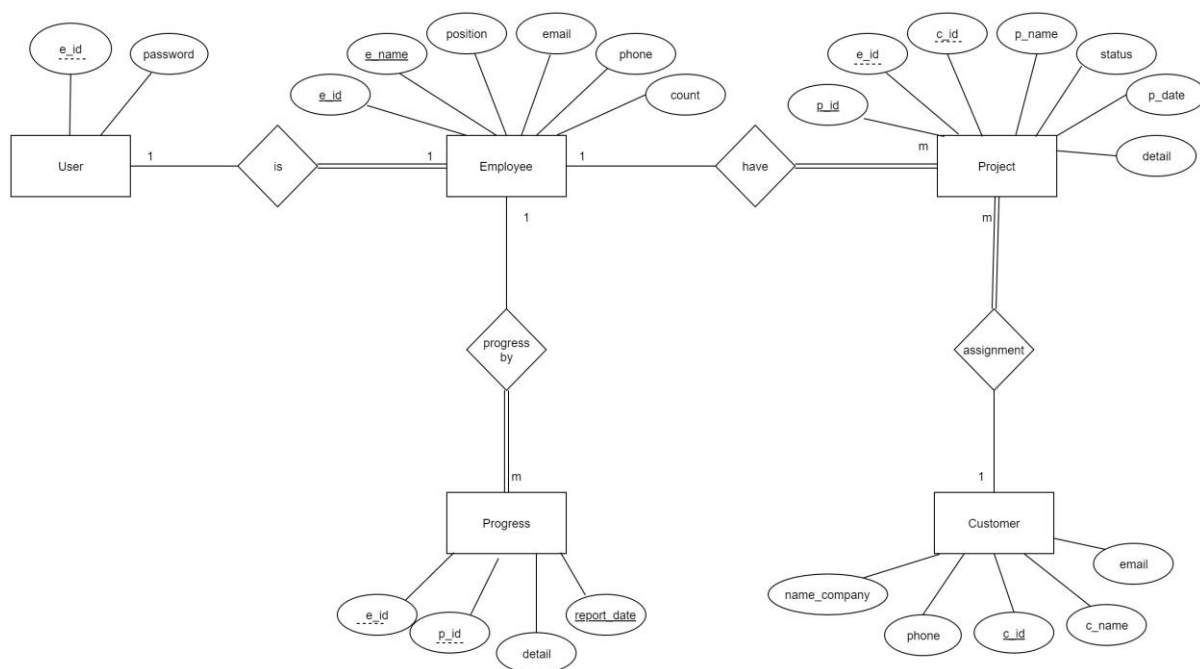 e_id
password
User
1
is
1
e_id
e_name
position
email
phone
count
Employee
1
have
m
p_id
e_id
c_id
p_name
status
p_date
detail
Project
1
progress
by
m
Progress
e_id
p_id
detail
report_date
m
assignment
1
Customer
name_company
phone
c_id
c_name
email